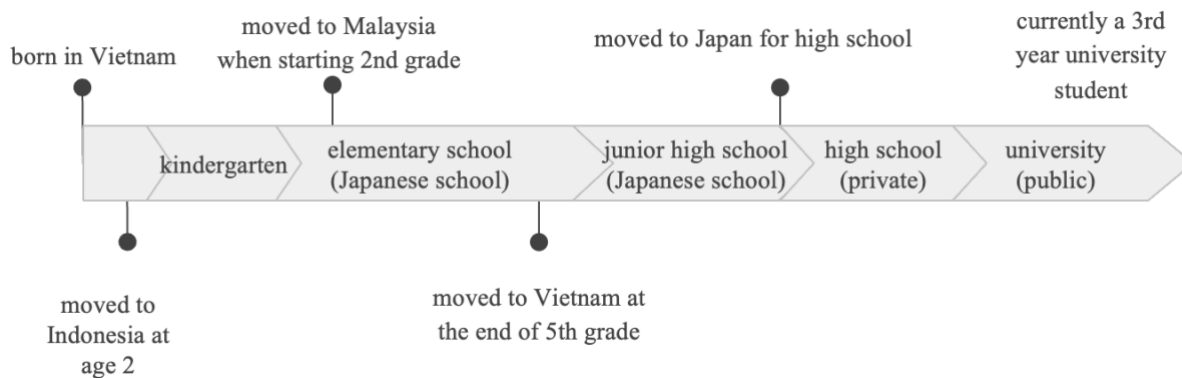 born in Vietnam
moved to Malaysia
when starting 2nd grade
moved to Japan for high school
currently a 3rd
year university
student
kindergarten
elementary school
(Japanese school)
junior high school
(Japanese school)
high school
(private)
university
(public)
moved to
Indonesia at
age 2
moved to Vietnam at
the end of 5th grade